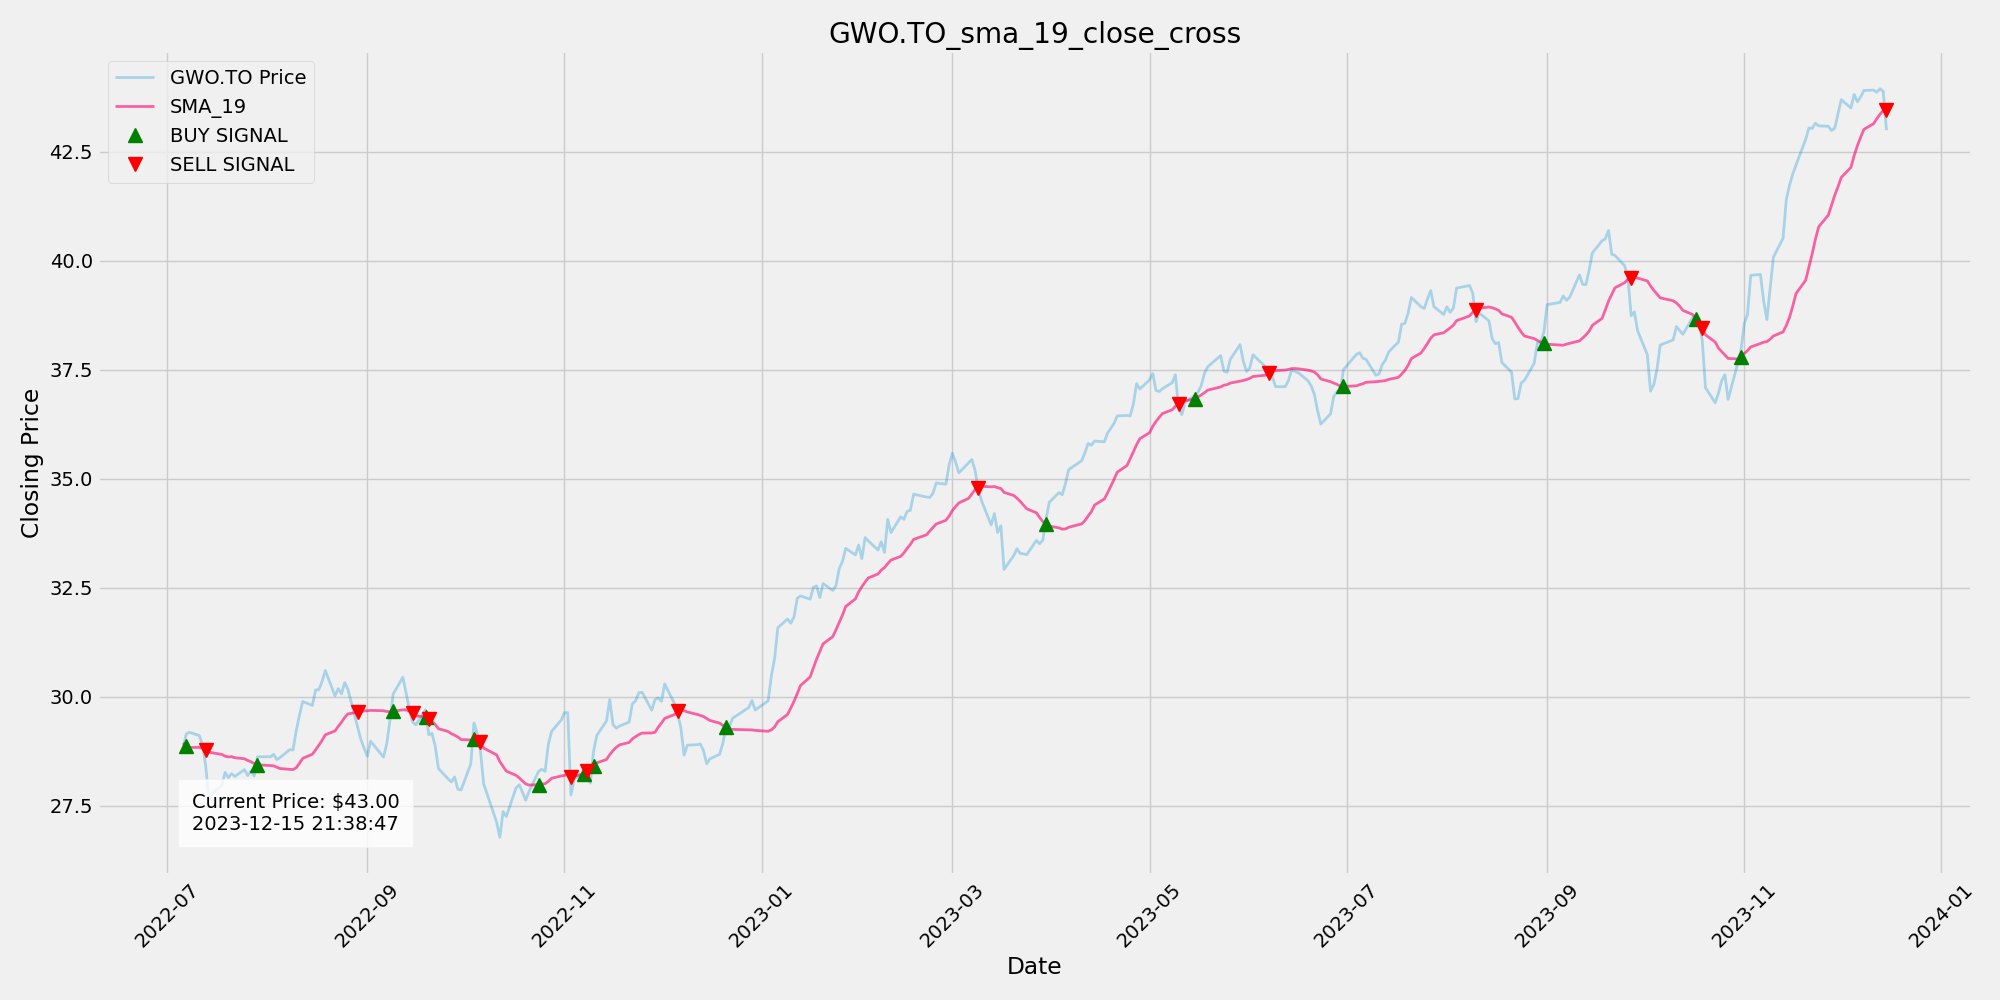 GWO.TO_sma_19_close_cross
GWO.TO Price
SMA_19
BUY SIGNAL
SELL SIGNAL
Closing Price
42.5
40.0
37.5
35.0
32.5
30.0
27.5
Current Price: $43.00
2023-12-15 21:38:47
2022-07
2022-09
2022-11
2023-01
2023-03
2023-05
2023-07
2023-09
2023-11
2024-01
Date